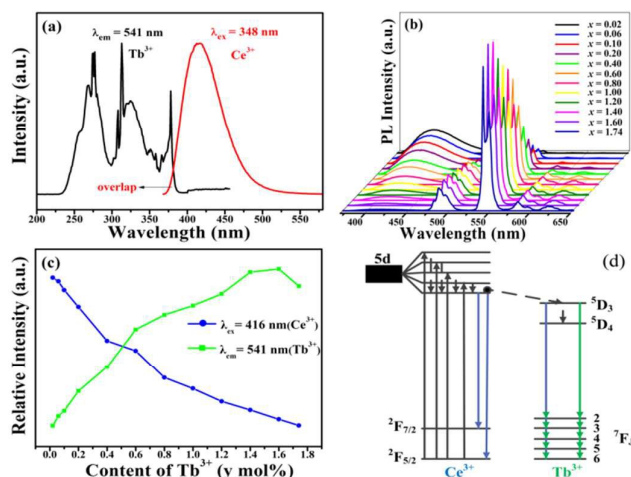 (a)
λem = 541 nm
Tb3+
λex = 348 nm
Ce3+
overlap
Intensity (a.u.)
200 250 300 350 400 450 500 550
Wavelength (nm)
(b)
x = 0.02
x = 0.06
x = 0.10
x = 0.20
x = 0.40
x = 0.60
x = 0.80
x = 1.00
x = 1.20
x = 1.40
x = 1.60
x = 1.74
PL Intensity (a.u.)
400 450 500 550 600 650
Wavelength (nm)
(c)
λex = 416 nm(Ce3+)
λem = 541 nm(Tb3+)
Relative Intensity (a.u.)
0.0 0.2 0.4 0.6 0.8 1.0 1.2 1.4 1.6 1.8
Content of Tb3+ (y mol%)
(d)
5d
5D3
5D4
2F7/2
2F5/2
2
3
4
5
6
Ce3+
Tb3+